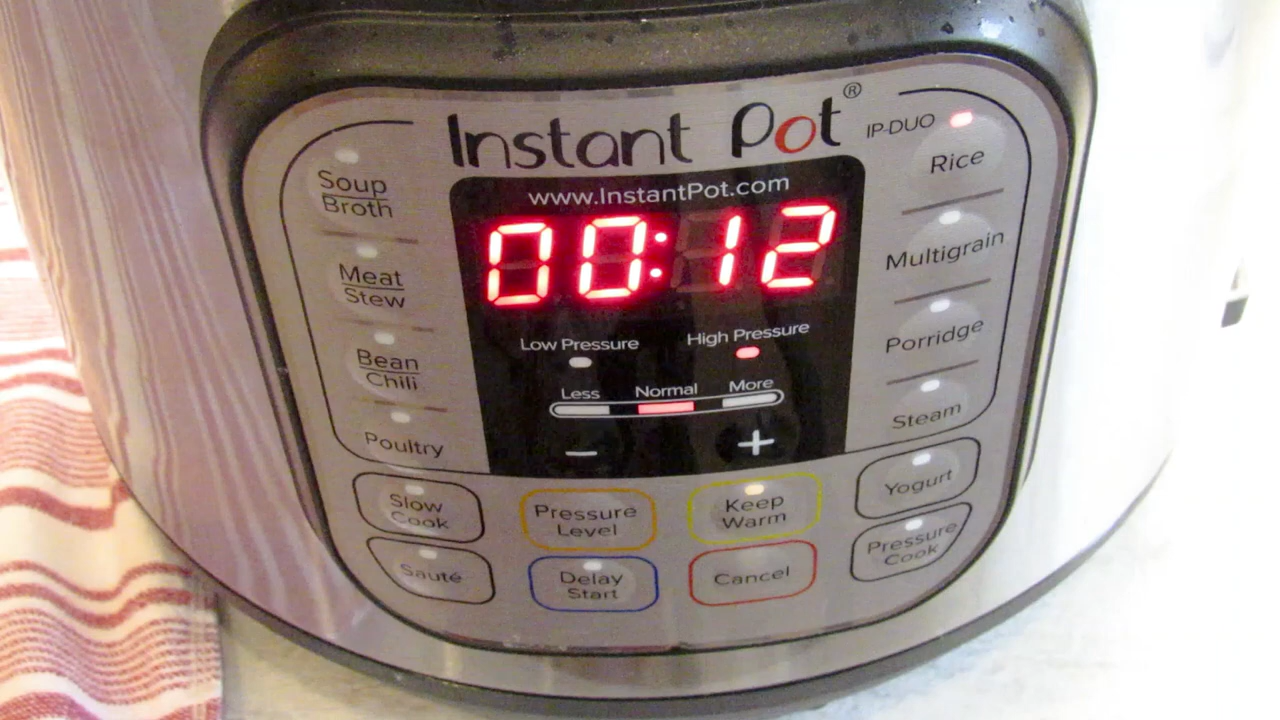 Instant Pot®
IP-DUO
www.InstantPot.com
00:12
Low Pressure
High Pressure
Less
Normal
More
−
+
Soup
Broth
Meat
Stew
Bean
Chili
Poultry
Rice
Multigrain
Porridge
Steam
Slow
Cook
Pressure
Level
Keep
Warm
Yogurt
Sauté
Delay
Start
Cancel
Pressure
Cook